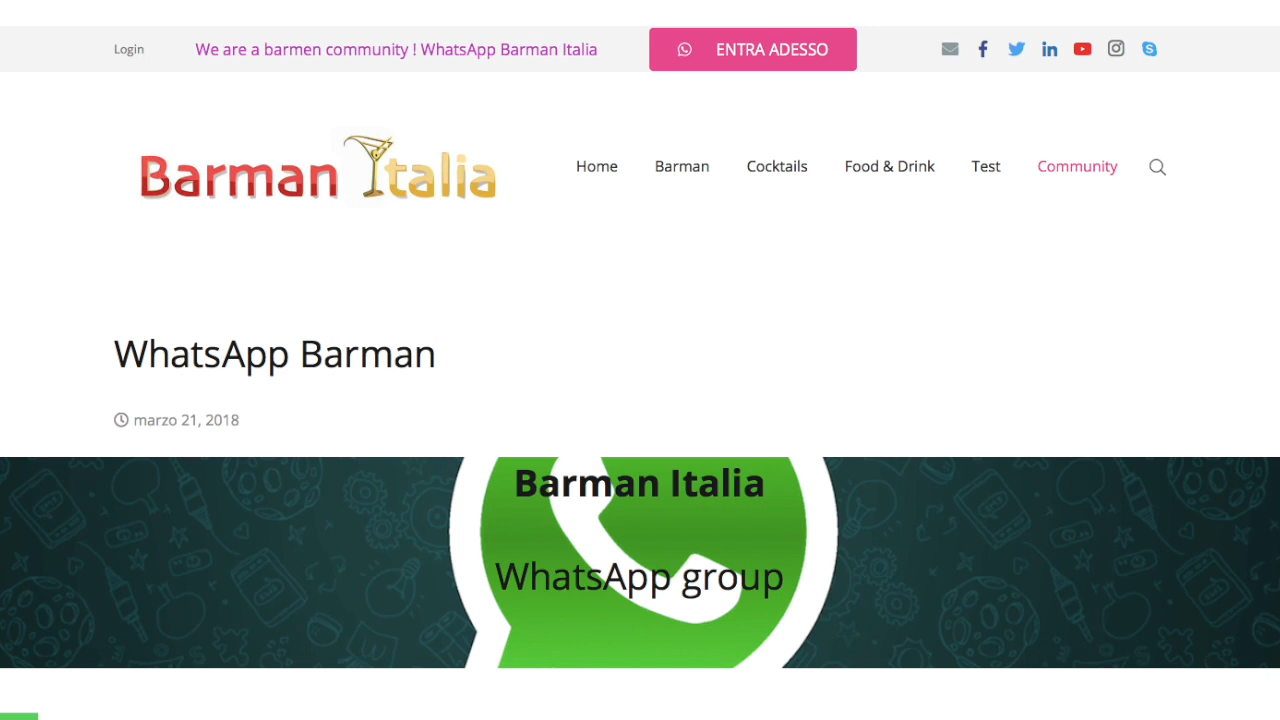 Login
We are a barmen community ! WhatsApp Barman Italia
ENTRA ADESSO
Barman Italia
Home
Barman
Cocktails
Food & Drink
Test
Community
WhatsApp Barman
marzo 21, 2018
Barman Italia
WhatsApp group